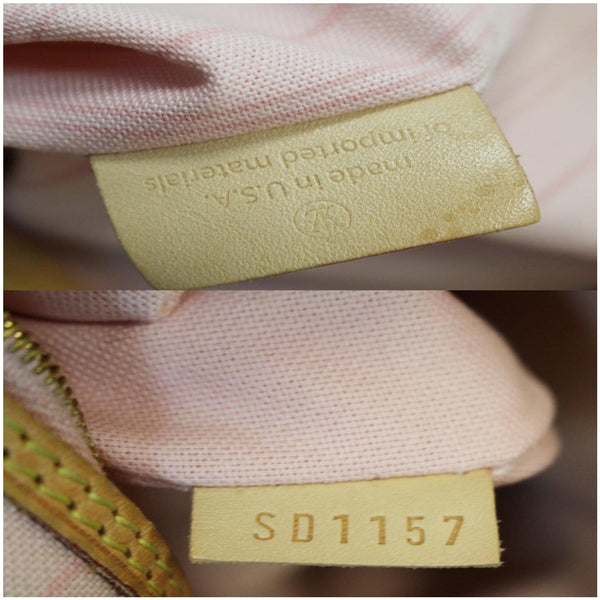 made in U.S.A.
of imported materials
SD1157